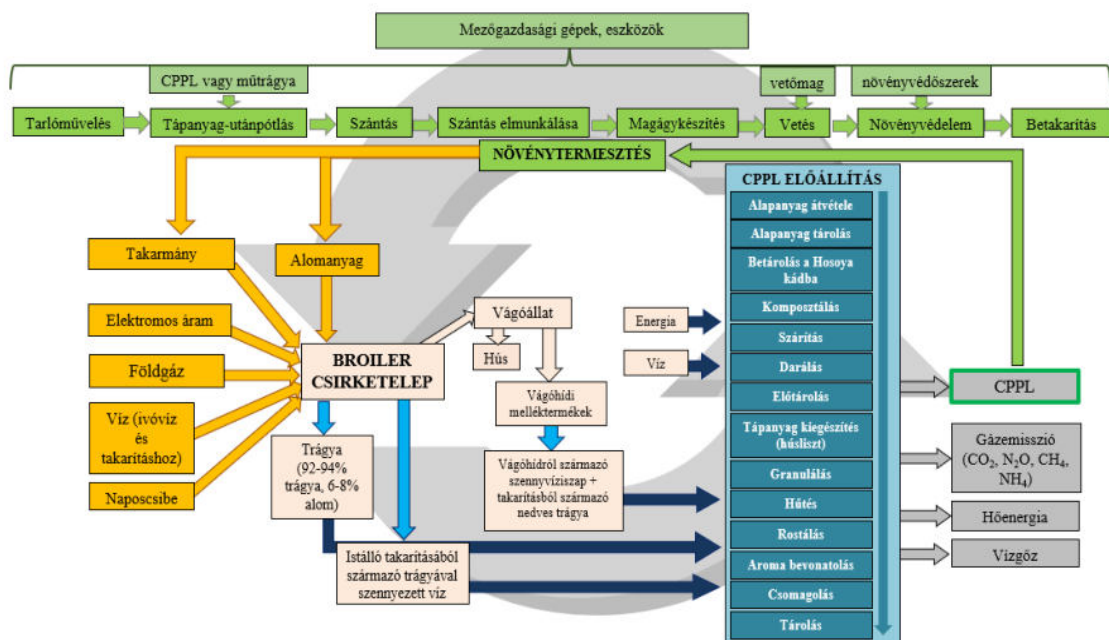 Mezőgazdasági gépek, eszközök
CPPL vagy műtrágya
vetőmag
növényvédőszerek
Tarlóművelés
Tápanyag-utánpótlás
Szántás
Szántás elmunkálása
Magágykészítés
Vetés
Növényvédelem
Betakarítás
NÖVÉNYTERMESZTÉS
Takarmány
Alomanyag
Elektromos áram
Földgáz
Víz (ivóvíz
és
takarításhoz)
Naposcsibe
BROILER
CSIRKETELEP
Vágóállat
Hús
Vágóhídi
melléktermékek
Trágya
(92-94%
trágya, 6-8%
alom)
Vágóhídról származó
szennyvíziszap +
takarításból származó
nedves trágya
Istálló takarításából
származó trágyával
szennyezett víz
Energia
Víz
CPPL ELŐÁLLÍTÁS
Alapanyag átvétele
Alapanyag tárolás
Betárolás a Hosoya
kádba
Komposztálás
Szárítás
Darálás
Előtárolás
Tápanyag kiegészítés
(húsliszt)
Granulálás
Hűtés
Rostálás
Aroma bevonatolás
Csomagolás
Tárolás
CPPL
Gázemisszió
(CO₂, N₂O, CH₄,
NH₄)
Hőenergia
Vízgőz